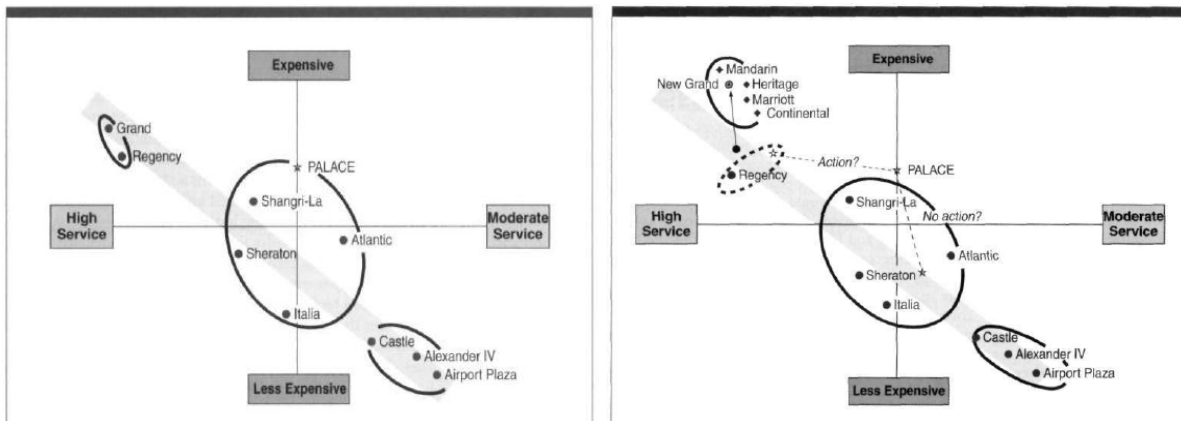 Expensive
Grand
Regency
PALACE
Shangri-La
High
Service
Moderate
Service
Atlantic
Sheraton
Italia
Castle
Alexander IV
Airport Plaza
Less Expensive
Expensive
Mandarin
New Grand
Heritage
Marriott
Continental
Action?
PALACE
Regency
Shangri-La
High
Service
No action?
Moderate
Service
Atlantic
Sheraton
Italia
Castle
Alexander IV
Airport Plaza
Less Expensive